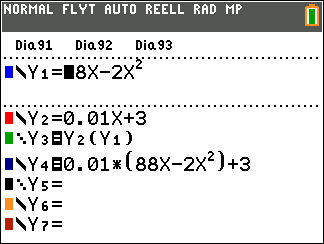 NORMAL FLYT AUTO REELL RAD MP
Dia91 Dia92 Dia93
\Y₁=8X-2X²
\Y₂=0.01X+3
\Y₃=Y₂(Y₁)
\Y₄=0.01*(88X-2X²)+3
\Y₅=
\Y₆=
\Y₇=